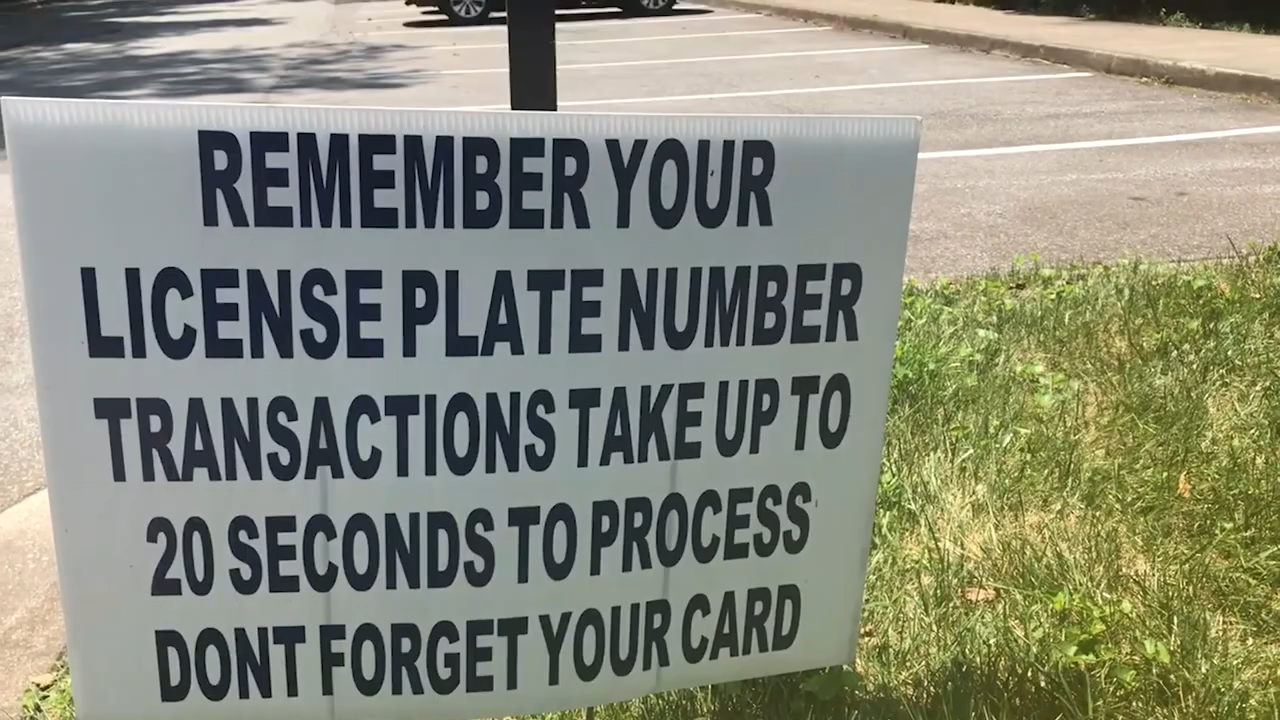 REMEMBER YOUR
LICENSE PLATE NUMBER
TRANSACTIONS TAKE UP TO
20 SECONDS TO PROCESS
DONT FORGET YOUR CARD